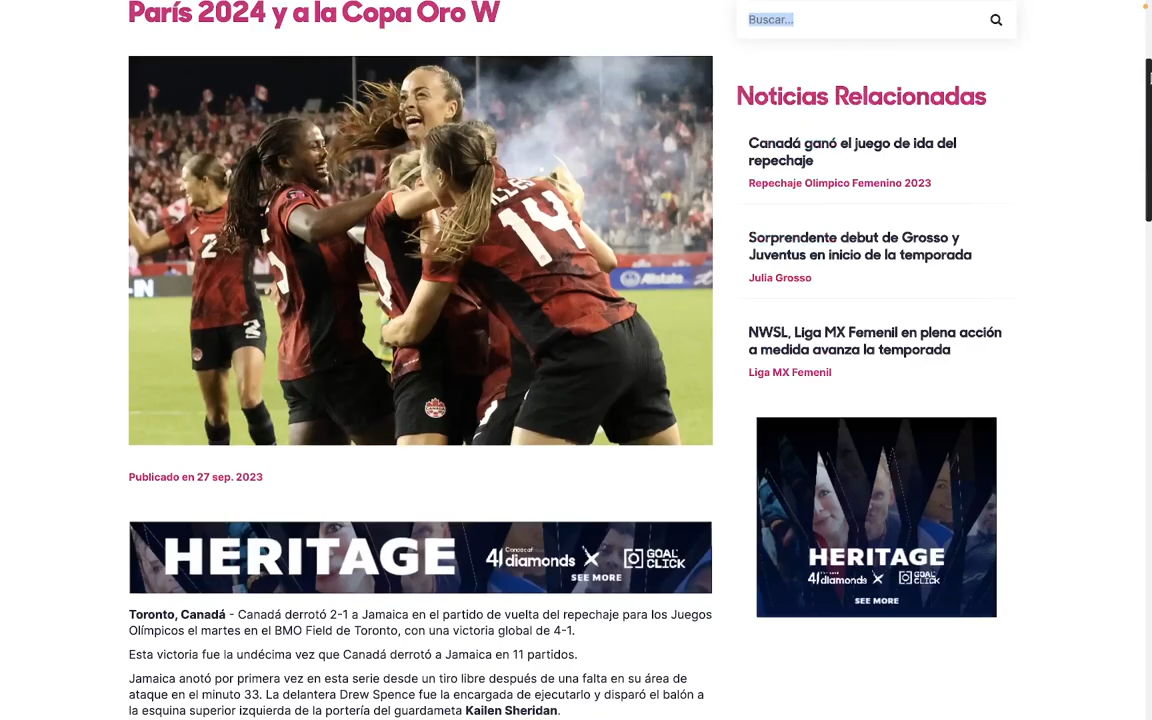 París 2024 y a la Copa Oro W
Buscar...
Noticias Relacionadas
Canadá ganó el juego de ida del
repechaje
Repechaje Olimpico Femenino 2023
Sorprendente debut de Grosso y
Juventus en inicio de la temporada
Julia Grosso
NWSL, Liga MX Femenil en plena acción
a medida avanza la temporada
Liga MX Femenil
2
14
Allstate
-IN
2
Publicado en 27 sep. 2023
HERITAGE
Concacaf
41 diamonds X GOAL CLICK
SEE MORE
HERITAGE
41 diamonds X GOAL CLICK
SEE MORE
Toronto, Canadá - Canadá derrotó 2-1 a Jamaica en el partido de vuelta del repechaje para los Juegos
Olímpicos el martes en el BMO Field de Toronto, con una victoria global de 4-1.
Esta victoria fue la undécima vez que Canadá derrotó a Jamaica en 11 partidos.
Jamaica anotó por primera vez en esta serie desde un tiro libre después de una falta en su área de
ataque en el minuto 33. La delantera Drew Spence fue la encargada de ejecutarlo y disparó el balón a
la esquina superior izquierda de la portería del guardameta Kailen Sheridan.